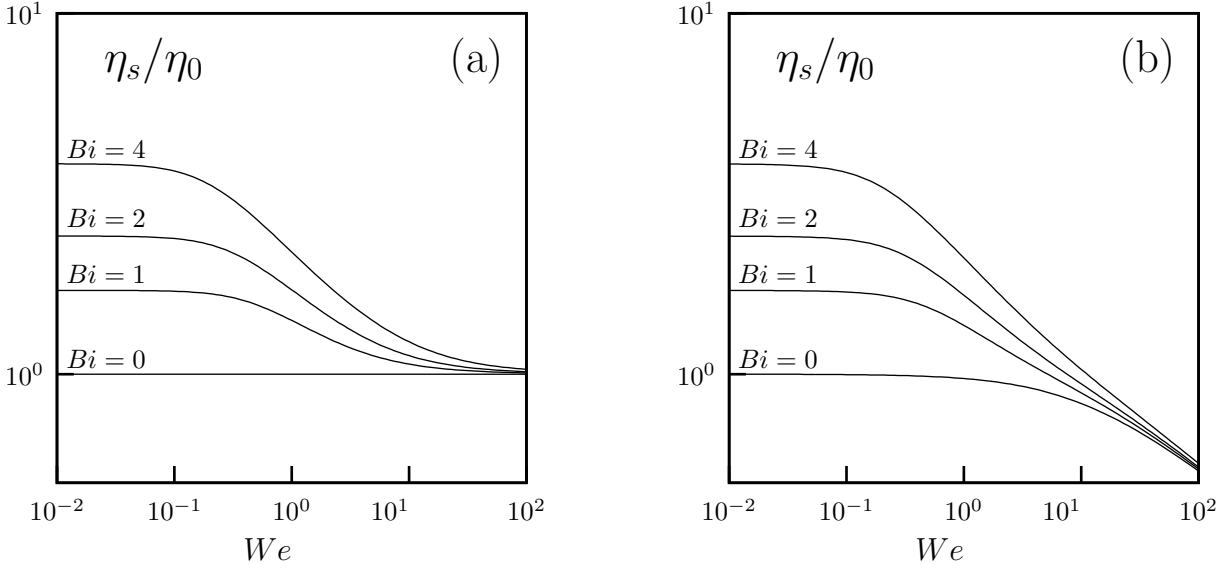 10^1
η_s/η_0
(a)
Bi = 4
Bi = 2
Bi = 1
Bi = 0
10^0
10^−2
10^−1
10^0
10^1
10^2
We
10^1
η_s/η_0
(b)
Bi = 4
Bi = 2
Bi = 1
Bi = 0
10^0
10^−2
10^−1
10^0
10^1
10^2
We